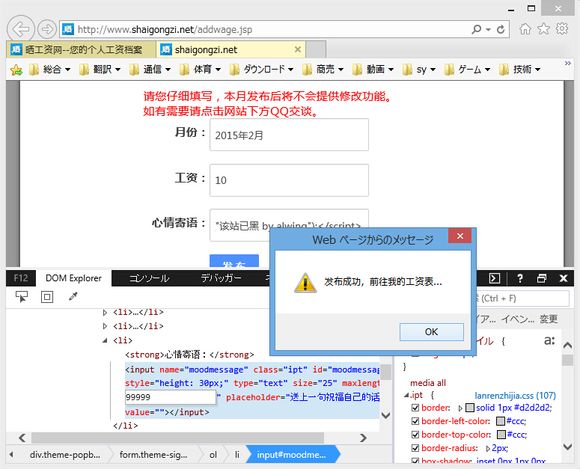 http://www.shaigongzi.net/addwage.jsp
晒工资网--您的个人工资档案
shaigongzi.net
総合 翻訳 通信 体育 ダウンロード 商売 動画 sy ゲーム 技術
请您仔细填写，本月发布后将不会提供修改功能。
如有需要请点击网站下方QQ交谈。
月份： 2015年2月
工资： 10
心情寄语： "该站已黑 by alwing");</script>
发布
Web ページからのメッセージ
发布成功，前往我的工资表...
OK
F12 DOM Explorer コンソール デバッガー
(Ctrl + F)
<li>…</li>
<li>…</li>
<li>
<strong>心情寄语：</strong>
<input name="moodmessage" class="ipt" id="moodmessag
style="height: 30px;" type="text" size="25" maxlengt
99999 " placeholder="送上一句祝福自己的话
value=""></input>
</li>
div.theme-popb... form.theme-sig... ol li input#moodme...
イベン... 変更
イル a:
media all
.ipt { lanrenzhijia.css (107)
border: solid 1px #d2d2d2;
border-left-color: #ccc;
border-top-color: #ccc;
border-radius: 2px;
box-shadow: inset 0px 1px 0px